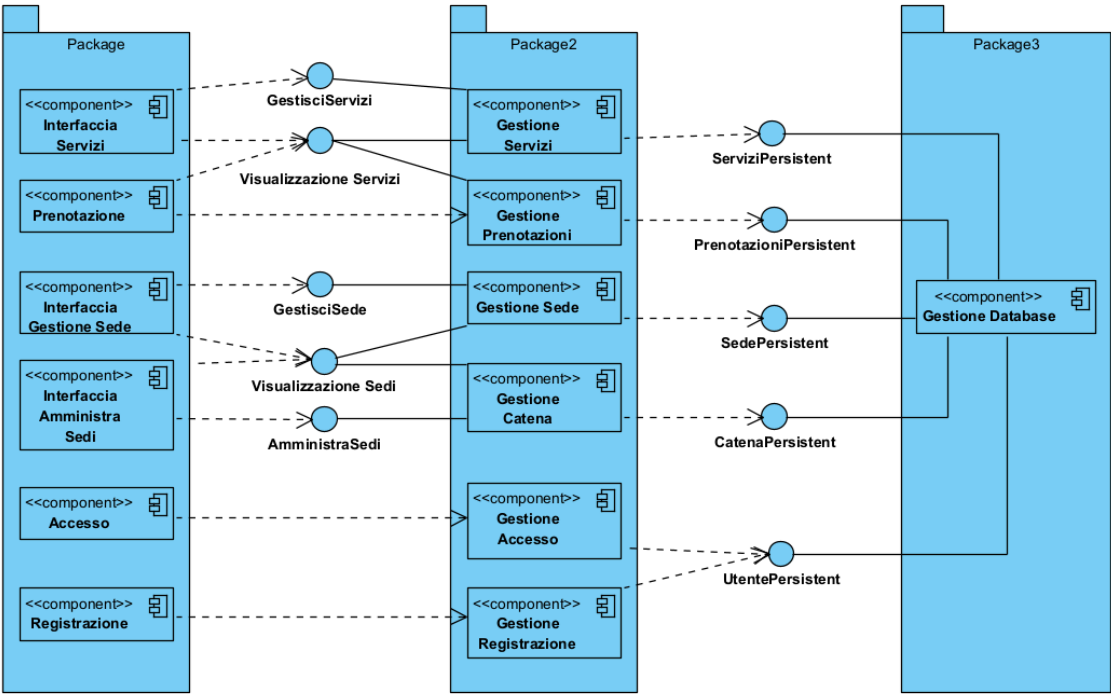 Package
<<component>>
Interfaccia
Servizi
<<component>>
Prenotazione
<<component>>
Interfaccia
Gestione Sede
<<component>>
Interfaccia
Amministra
Sedi
<<component>>
Accesso
<<component>>
Registrazione
GestisciServizi
Visualizzazione Servizi
GestisciSede
Visualizzazione Sedi
AmministraSedi
Package2
<<component>>
Gestione
Servizi
<<component>>
Gestione
Prenotazioni
<<component>>
Gestione Sede
<<component>>
Gestione
Catena
<<component>>
Gestione
Accesso
<<component>>
Gestione
Registrazione
ServiziPersistent
PrenotazioniPersistent
SedePersistent
CatenaPersistent
UtentePersistent
Package3
<<component>>
Gestione Database